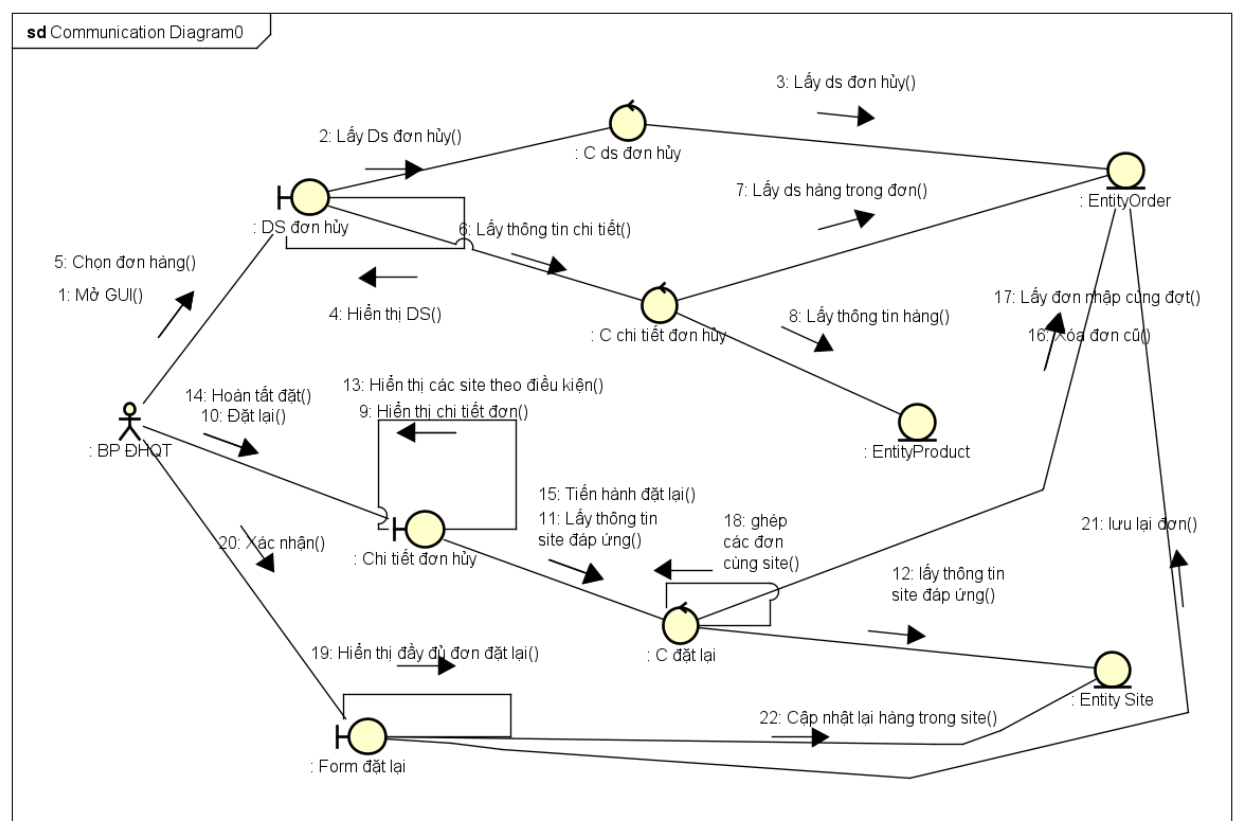 sd Communication Diagram0
3: Lấy ds đơn hủy()
2: Lấy Ds đơn hủy()
: C ds đơn hủy
7: Lấy ds hàng trong đơn()
: EntityOrder
: DS đơn hủy
6: Lấy thông tin chi tiết()
5: Chọn đơn hàng()
1: Mở GUI()
4: Hiển thị DS()
17: Lấy đơn nhập cùng đợt()
8: Lấy thông tin hàng()
: C chi tiết đơn hủy
16: Xóa đơn cũ()
13: Hiển thị các site theo điều kiện()
14: Hoàn tất đặt()
9: Hiển thị chi tiết đơn()
10: Đặt lại()
: BP ĐHQT
: EntityProduct
15: Tiến hành đặt lại()
11: Lấy thông tin
site đáp ứng()
18: ghép
các đơn
cùng site()
21: lưu lại đơn()
20: Xác nhận()
: Chi tiết đơn hủy
12: lấy thông tin
site đáp ứng()
19: Hiển thị đầy đủ đơn đặt lại()
: C đặt lại
: Entity Site
22: Cập nhật lại hàng trong site()
: Form đặt lại